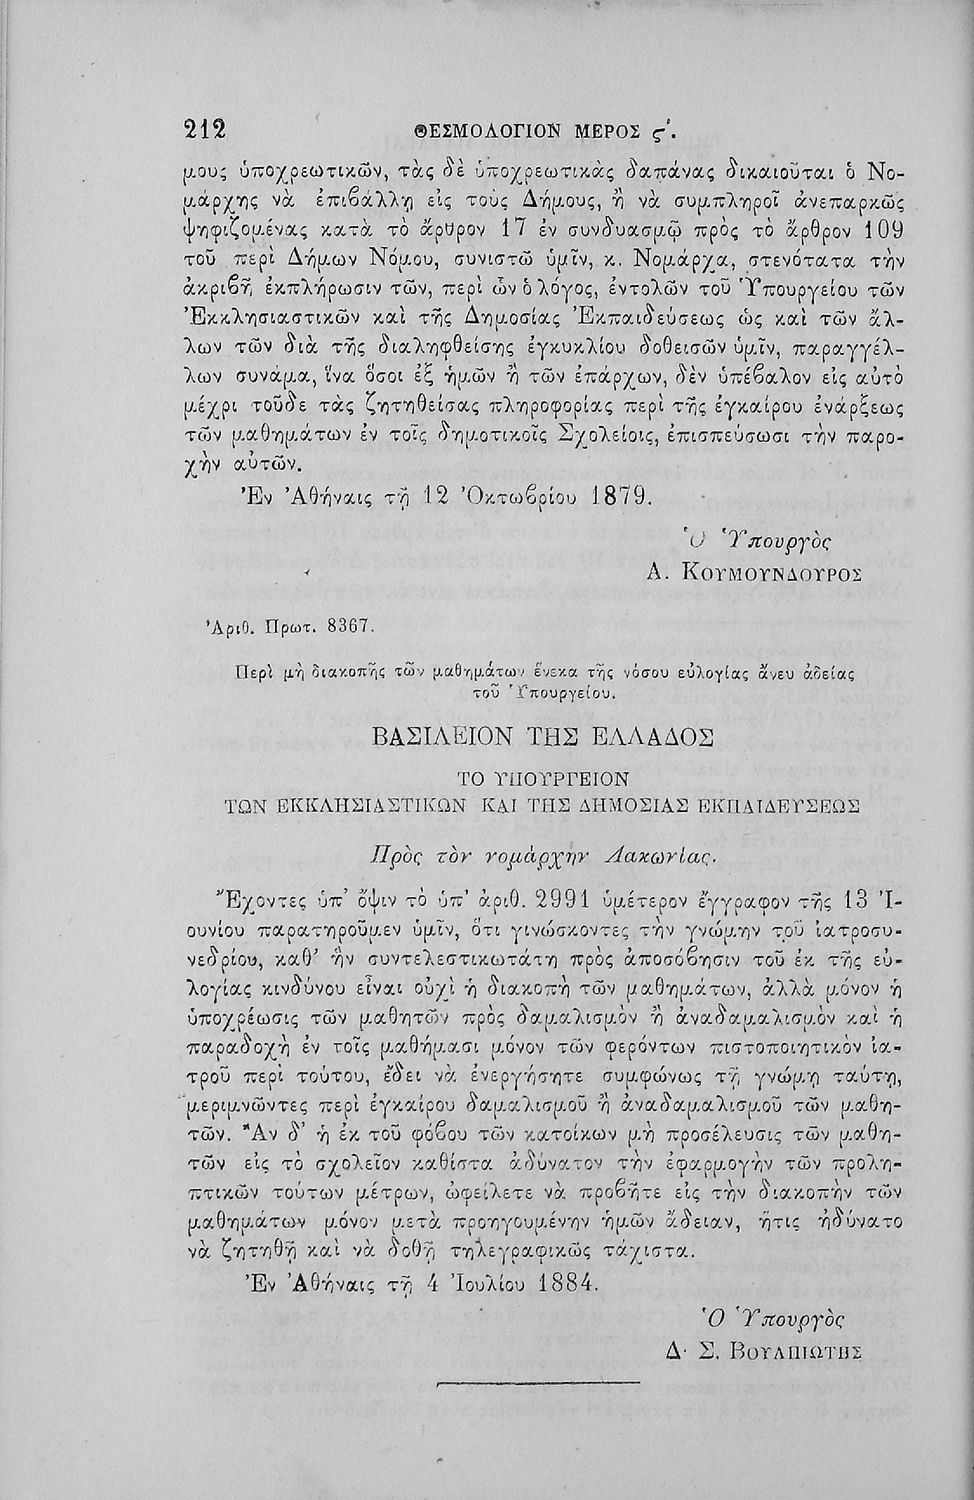 212 ΘΕΣΜΟΛΟΓΙΟΝ ΜΕΡΟΣ ϛ'.
μους ὑποχρεωτικῶν, τὰς δὲ ὑποχρεωτικὰς δαπάνας δικαιοῦται ὁ Νο-
μάρχης νὰ ἐπιβάλλῃ εἰς τοὺς Δήμους, ἢ νὰ συμπληροῖ ἀνεπαρκῶς
ψηφιζομένας κατὰ τὸ ἄρθρον 17 ἐν συνδυασμῷ πρὸς τὸ ἄρθρον 109
τοῦ περὶ Δήμων Νόμου, συνιστῶ ὑμῖν, κ. Νομάρχα, στενότατα τὴν
ἀκριβῆ ἐκπλήρωσιν τῶν, περὶ ὧν ὁ λόγος, ἐντολῶν τοῦ Ὑπουργείου τῶν
Ἐκκλησιαστικῶν καὶ τῆς Δημοσίας Ἐκπαιδεύσεως ὡς καὶ τῶν ἄλ-
λων τῶν διὰ τῆς διαληφθείσης ἐγκυκλίου δοθεισῶν ὑμῖν, παραγγέλ-
λων συνάμα, ἵνα ὅσοι ἐξ ἡμῶν ἢ τῶν ἐπάρχων, δὲν ὑπέβαλον εἰς αὐτὸ
μέχρι τοῦδε τὰς ζητηθείσας πληροφορίας περὶ τῆς ἐγκαίρου ἐνάρξεως
τῶν μαθημάτων ἐν τοῖς δημοτικοῖς Σχολείοις, ἐπισπεύσωσι τὴν παρο-
χὴν αὐτῶν.
Ἐν Ἀθήναις τῇ 12 Ὀκτωβρίου 1879.
Ὁ Ὑπουργὸς
Α. ΚΟΥΜΟΥΝΔΟΥΡΟΣ
Ἀριθ. Πρωτ. 8367.
Περὶ μὴ διακοπῆς τῶν μαθημάτων ἕνεκα τῆς νόσου εὐλογίας ἄνευ ἀδείας
τοῦ Ὑπουργείου.
ΒΑΣΙΛΕΙΟΝ ΤΗΣ ΕΛΛΑΔΟΣ
ΤΟ ΥΠΟΥΡΓΕΙΟΝ
ΤΩΝ ΕΚΚΛΗΣΙΑΣΤΙΚΩΝ ΚΑΙ ΤΗΣ ΔΗΜΟΣΙΑΣ ΕΚΠΑΙΔΕΥΣΕΩΣ
Πρὸς τὸν νομάρχην Λακωνίας.
Ἔχοντες ὑπ' ὄψιν τὸ ὑπ' ἀριθ. 2991 ὑμέτερον ἔγγραφον τῆς 13 Ἰ-
ουνίου παρατηροῦμεν ὑμῖν, ὅτι γινώσκοντες τὴν γνώμην τοῦ ἰατροσυ-
νεδρίου, καθ' ἣν συντελεστικωτάτη πρὸς ἀποσόβησιν τοῦ ἐκ τῆς εὐ-
λογίας κινδύνου εἶναι οὐχὶ ἡ διακοπὴ τῶν μαθημάτων, ἀλλὰ μόνον ἡ
ὑποχρέωσις τῶν μαθητῶν πρὸς δαμαλισμὸν ἢ ἀναδαμαλισμὸν καὶ ἡ
παραδοχὴ ἐν τοῖς μαθήμασι μόνον τῶν φερόντων πιστοποιητικὸν ἰα-
τροῦ περὶ τούτου, ἔδει νὰ ἐνεργήσητε συμφώνως τῇ γνώμῃ ταύτῃ,
μεριμνῶντες περὶ ἐγκαίρου δαμαλισμοῦ ἢ ἀναδαμαλισμοῦ τῶν μαθη-
τῶν. Ἂν δ' ἡ ἐκ τοῦ φόβου τῶν κατοίκων μὴ προσέλευσις τῶν μαθη-
τῶν εἰς τὸ σχολεῖον καθίστα ἀδύνατον τὴν ἐφαρμογὴν τῶν προλη-
πτικῶν τούτων μέτρων, ὠφείλετε νὰ προβῆτε εἰς τὴν διακοπὴν τῶν
μαθημάτων μόνον μετὰ προηγουμένην ἡμῶν ἄδειαν, ἥτις ἠδύνατο
νὰ ζητηθῇ καὶ νὰ δοθῇ τηλεγραφικῶς τάχιστα.
Ἐν Ἀθήναις τῇ 4 Ἰουλίου 1884.
Ὁ Ὑπουργὸς
Δ. Σ. ΒΟΥΛΠΙΩΤΗΣ